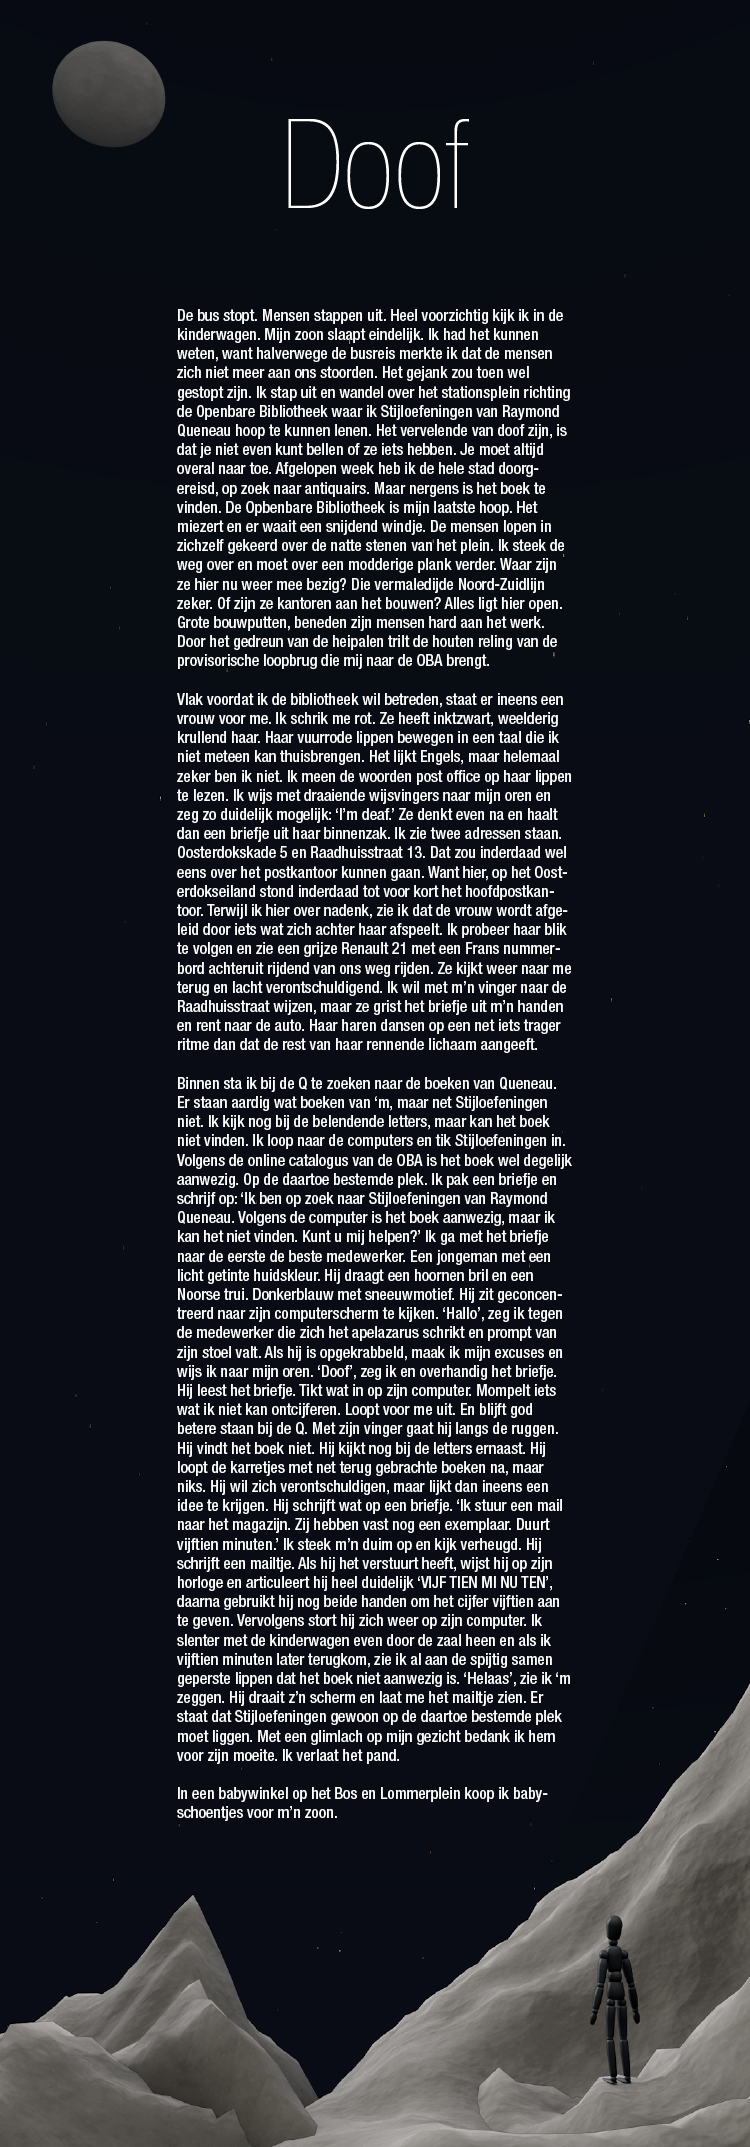 Doof
De bus stopt. Mensen stappen uit. Heel voorzichtig kijk ik in de
kinderwagen. Mijn zoon slaapt eindelijk. Ik had het kunnen
weten, want halverwege de busreis merkte ik dat de mensen
zich niet meer aan ons stoorden. Het gejank zou toen wel
gestopt zijn. Ik stap uit en wandel over het stationsplein richting
de Openbare Bibliotheek waar ik Stijloefeningen van Raymond
Queneau hoop te kunnen lenen. Het vervelende van doof zijn, is
dat je niet even kunt bellen of ze iets hebben. Je moet altijd
overal naar toe. Afgelopen week heb ik de hele stad doorg-
ereisd, op zoek naar antiquairs. Maar nergens is het boek te
vinden. De Opbenbare Bibliotheek is mijn laatste hoop. Het
miezert en er waait een snijdend windje. De mensen lopen in
zichzelf gekeerd over de natte stenen van het plein. Ik steek de
weg over en moet over een modderige plank verder. Waar zijn
ze hier nu weer mee bezig? Die vermaledijde Noord-Zuidlijn
zeker. Of zijn ze kantoren aan het bouwen? Alles ligt hier open.
Grote bouwputten, beneden zijn mensen hard aan het werk.
Door het gedreun van de heipalen trilt de houten reling van de
provisorische loopbrug die mij naar de OBA brengt.
Vlak voordat ik de bibliotheek wil betreden, staat er ineens een
vrouw voor me. Ik schrik me rot. Ze heeft inktzwart, weelderig
krullend haar. Haar vuurrode lippen bewegen in een taal die ik
niet meteen kan thuisbrengen. Het lijkt Engels, maar helemaal
zeker ben ik niet. Ik meen de woorden post office op haar lippen
te lezen. Ik wijs met draaiende wijsvingers naar mijn oren en
zeg zo duidelijk mogelijk: ‘I’m deaf.’ Ze denkt even na en haalt
dan een briefje uit haar binnenzak. Ik zie twee adressen staan.
Oosterdokskade 5 en Raadhuisstraat 13. Dat zou inderdaad wel
eens over het postkantoor kunnen gaan. Want hier, op het Oost-
erdokseiland stond inderdaad tot voor kort het hoofdpostkan-
toor. Terwijl ik hier over nadenk, zie ik dat de vrouw wordt afge-
leid door iets wat zich achter haar afspeelt. Ik probeer haar blik
te volgen en zie een grijze Renault 21 met een Frans nummer-
bord achteruit rijdend van ons weg rijden. Ze kijkt weer naar me
terug en lacht verontschuldigend. Ik wil met m’n vinger naar de
Raadhuisstraat wijzen, maar ze grist het briefje uit m’n handen
en rent naar de auto. Haar haren dansen op een net iets trager
ritme dan dat de rest van haar rennende lichaam aangeeft.
Binnen sta ik bij de Q te zoeken naar de boeken van Queneau.
Er staan aardig wat boeken van ‘m, maar net Stijloefeningen
niet. Ik kijk nog bij de belendende letters, maar kan het boek
niet vinden. Ik loop naar de computers en tik Stijloefeningen in.
Volgens de online catalogus van de OBA is het boek wel degelijk
aanwezig. Op de daartoe bestemde plek. Ik pak een briefje en
schrijf op: ‘Ik ben op zoek naar Stijloefeningen van Raymond
Queneau. Volgens de computer is het boek aanwezig, maar ik
kan het niet vinden. Kunt u mij helpen?’ Ik ga met het briefje
naar de eerste de beste medewerker. Een jongeman met een
licht getinte huidskleur. Hij draagt een hoornen bril en een
Noorse trui. Donkerblauw met sneeuwmotief. Hij zit geconcen-
treerd naar zijn computerscherm te kijken. ‘Hallo’, zeg ik tegen
de medewerker die zich het apelazarus schrikt en prompt van
zijn stoel valt. Als hij is opgekrabbeld, maak ik mijn excuses en
wijs ik naar mijn oren. ‘Doof’, zeg ik en overhandig het briefje.
Hij leest het briefje. Tikt wat in op zijn computer. Mompelt iets
wat ik niet kan ontcijferen. Loopt voor me uit. En blijft god
betere staan bij de Q. Met zijn vinger gaat hij langs de ruggen.
Hij vindt het boek niet. Hij kijkt nog bij de letters ernaast. Hij
loopt de karretjes met net terug gebrachte boeken na, maar
niks. Hij wil zich verontschuldigen, maar lijkt dan ineens een
idee te krijgen. Hij schrijft wat op een briefje. ‘Ik stuur een mail
naar het magazijn. Zij hebben vast nog een exemplaar. Duurt
vijftien minuten.’ Ik steek m’n duim op en kijk verheugd. Hij
schrijft een mailtje. Als hij het verstuurt heeft, wijst hij op zijn
horloge en articuleert hij heel duidelijk ‘VIJF TIEN MI NU TEN’,
daarna gebruikt hij nog beide handen om het cijfer vijftien aan
te geven. Vervolgens stort hij zich weer op zijn computer. Ik
slenter met de kinderwagen even door de zaal heen en als ik
vijftien minuten later terugkom, zie ik al aan de spijtig samen
geperste lippen dat het boek niet aanwezig is. ‘Helaas’, zie ik ‘m
zeggen. Hij draait z’n scherm en laat me het mailtje zien. Er
staat dat Stijloefeningen gewoon op de daartoe bestemde plek
moet liggen. Met een glimlach op mijn gezicht bedank ik hem
voor zijn moeite. Ik verlaat het pand.
In een babywinkel op het Bos en Lommerplein koop ik baby-
schoentjes voor m’n zoon.